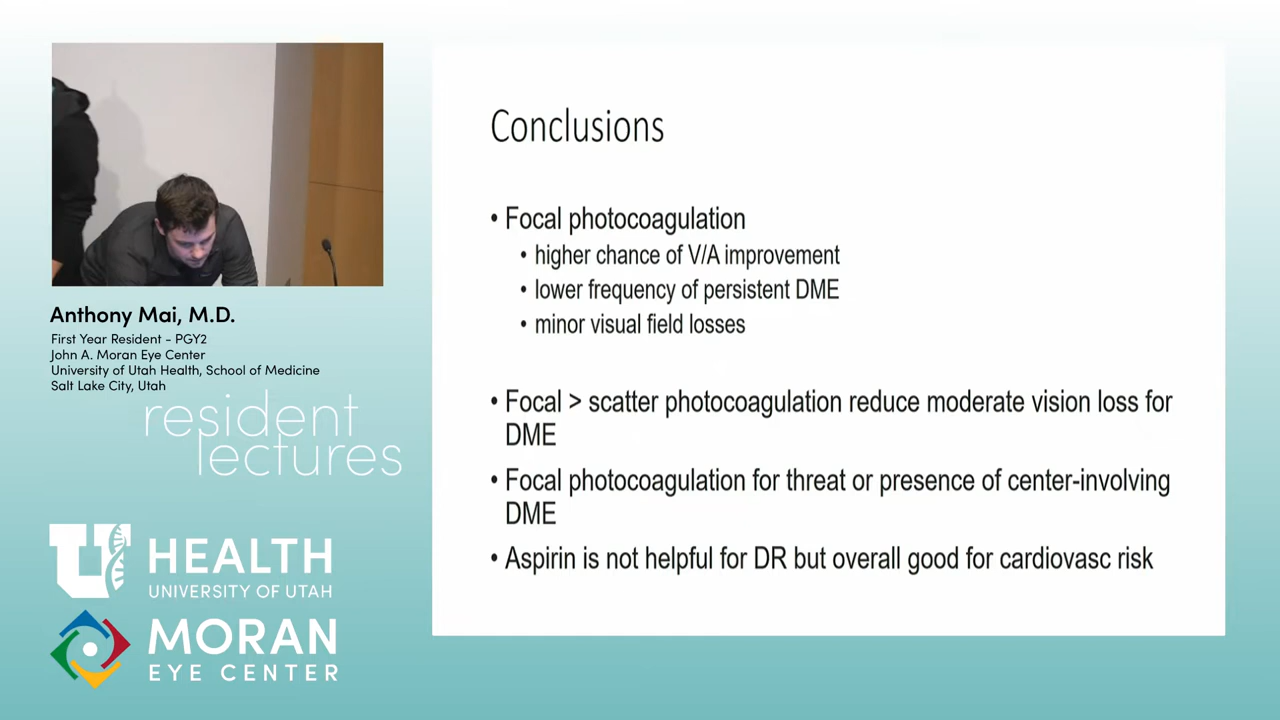 Conclusions
• Focal photocoagulation
• higher chance of V/A improvement
• lower frequency of persistent DME
• minor visual field losses
• Focal > scatter photocoagulation reduce moderate vision loss for
DME
• Focal photocoagulation for threat or presence of center-involving
DME
• Aspirin is not helpful for DR but overall good for cardiovasc risk
Anthony Mai, M.D.
First Year Resident - PGY2
John A. Moran Eye Center
University of Utah Health, School of Medicine
Salt Lake City, Utah
resident
lectures
U HEALTH
UNIVERSITY OF UTAH
MORAN
EYE CENTER